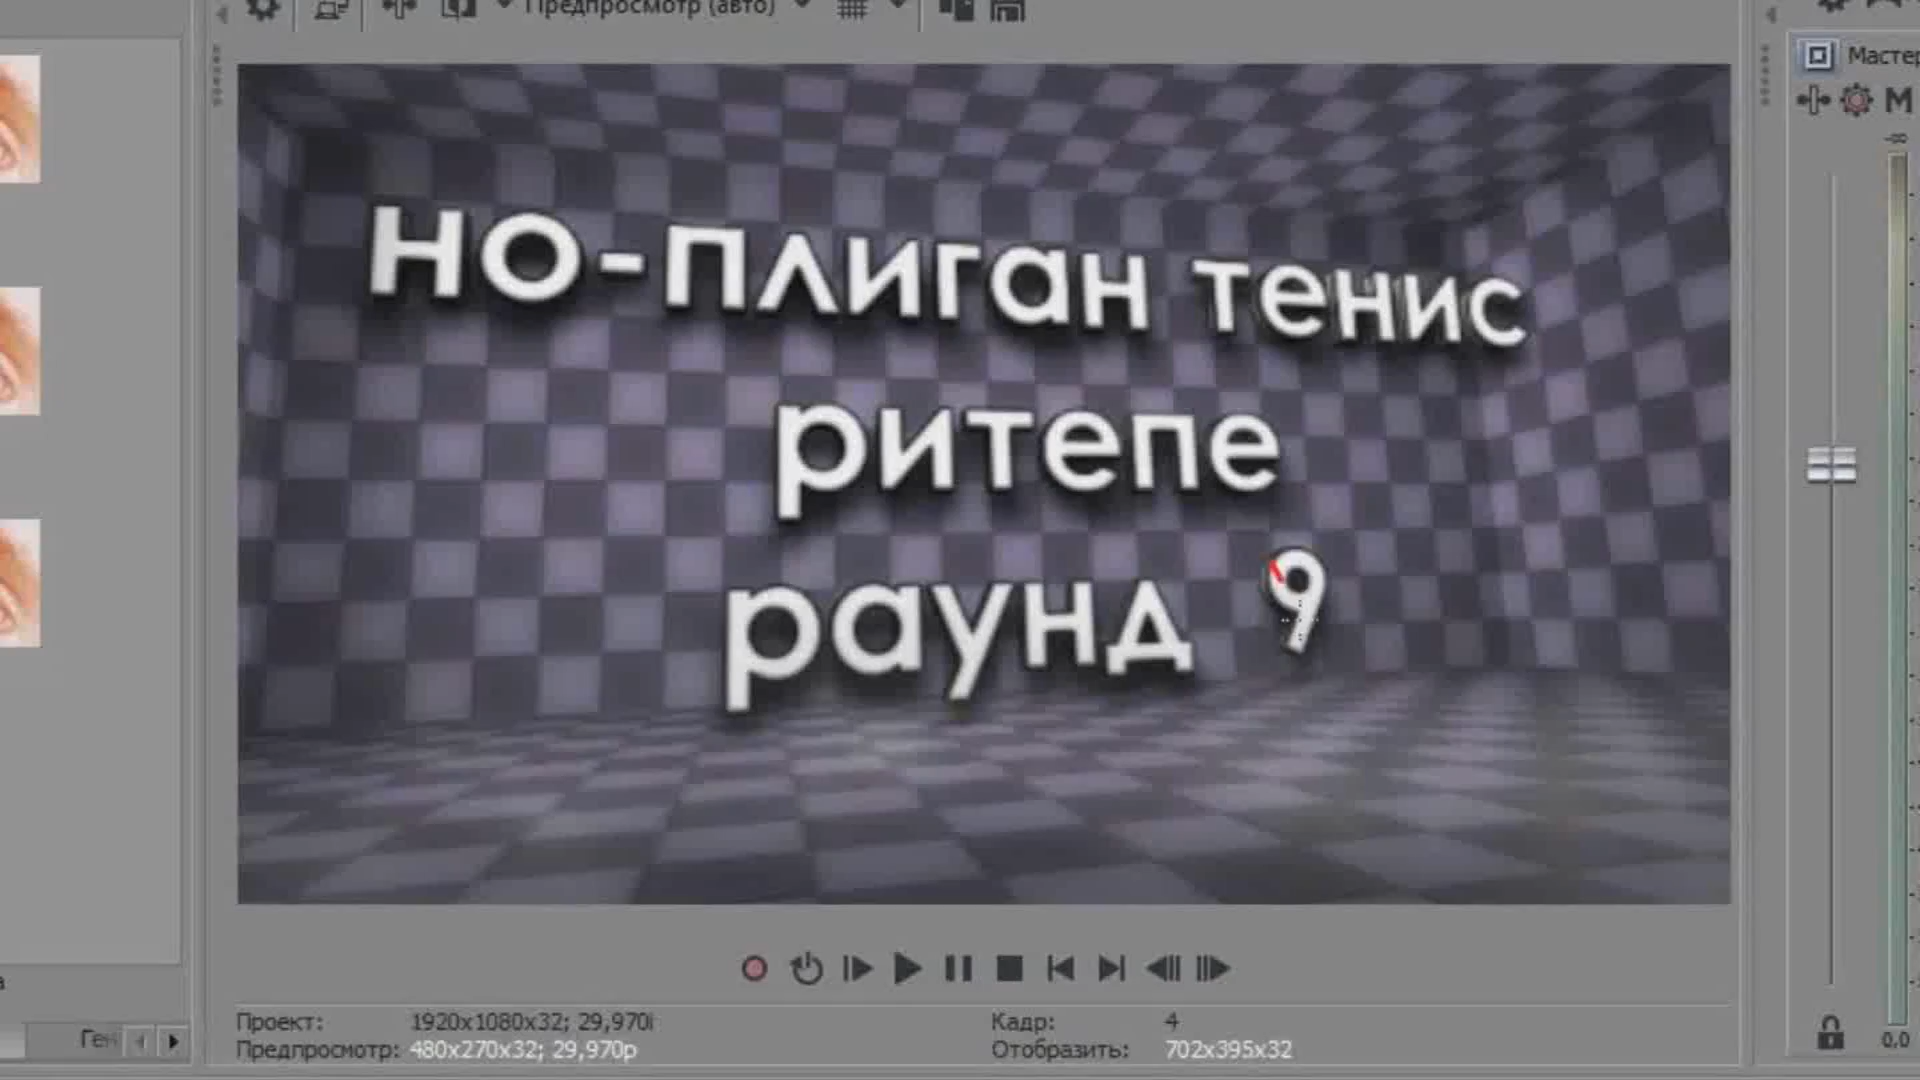 Предпросмотр (авто)
Мастер
M
-∞
но-плиган тенис
ритепе
раунд 9
Проект: 1920x1080x32; 29,970i
Кадр: 4
Предпросмотр: 480x270x32; 29,970p
Отобразить: 702x395x32
Ген
0,0